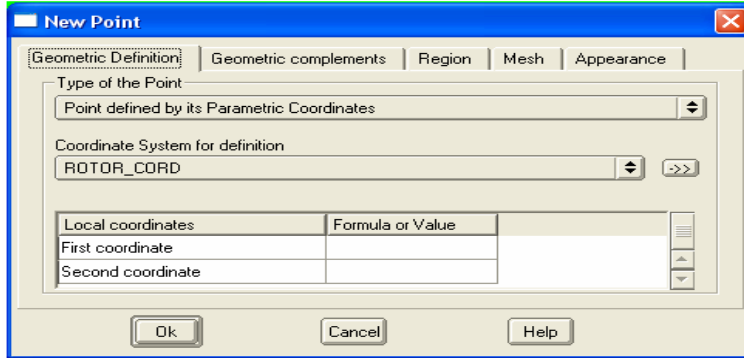 New Point
Geometric Definition Geometric complements Region Mesh Appearance
Type of the Point
Point defined by its Parametric Coordinates
Coordinate System for definition
ROTOR_CORD ->>
Local coordinates Formula or Value
First coordinate
Second coordinate
Ok Cancel Help